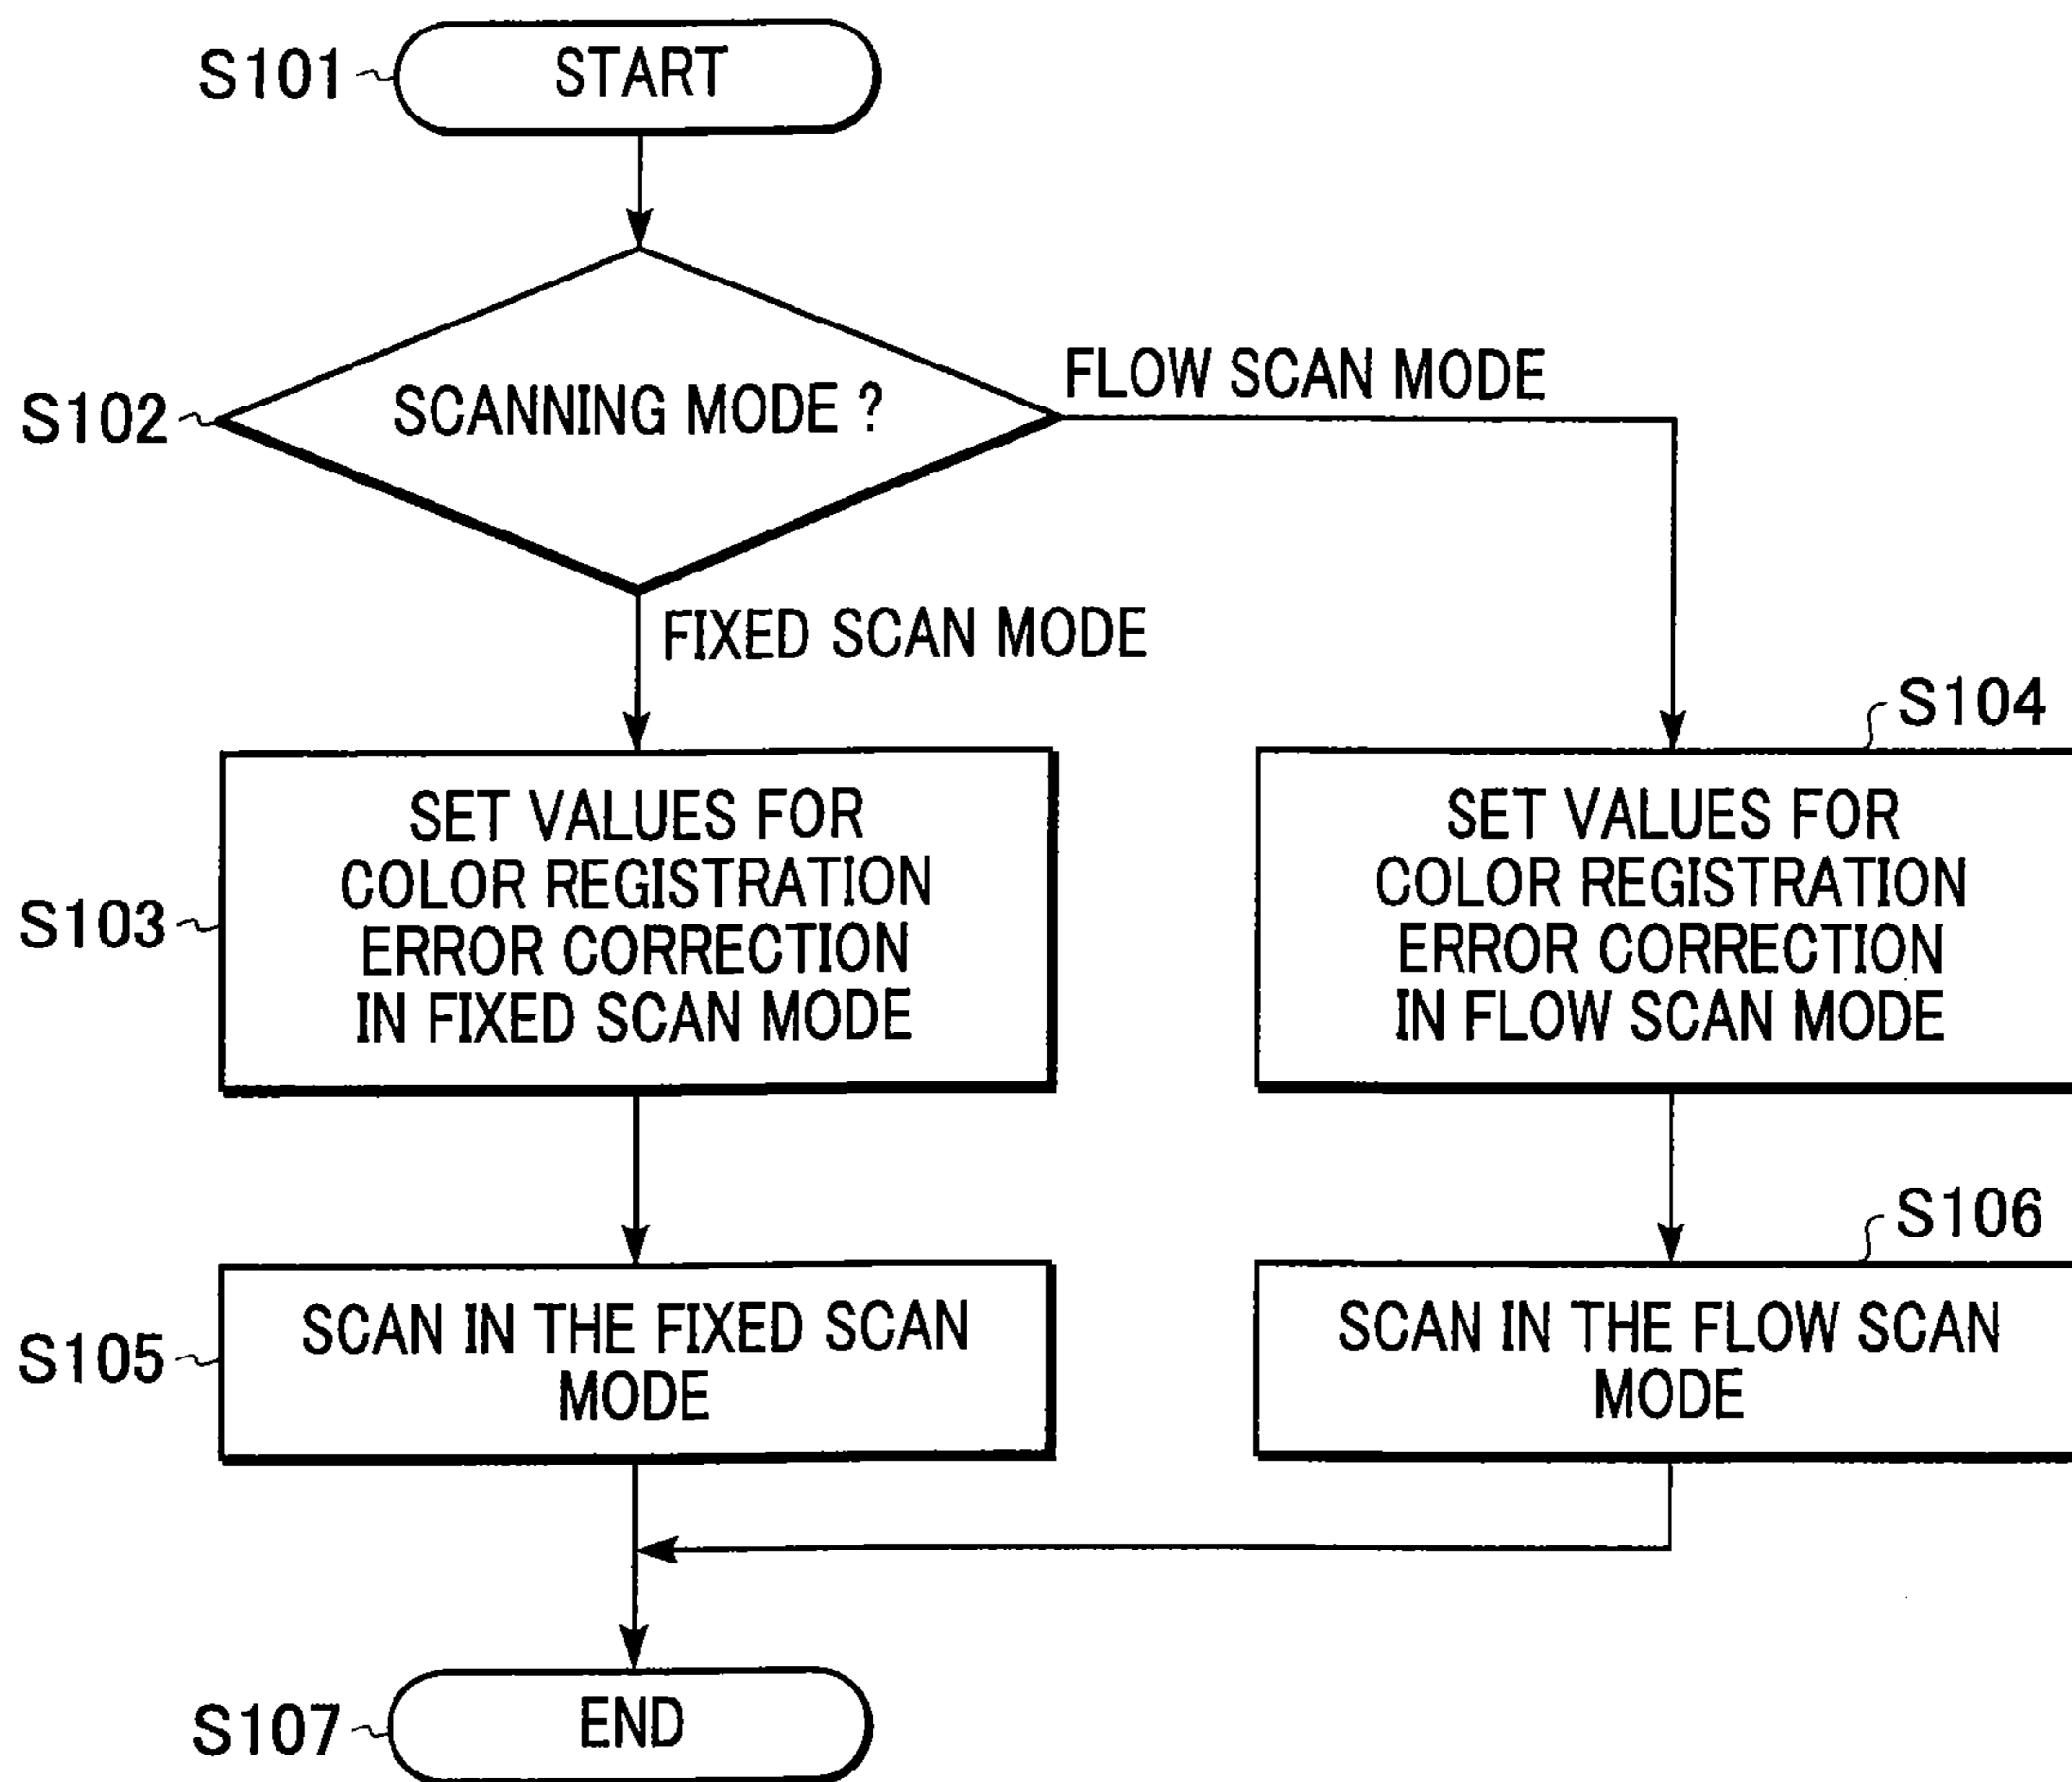 S101
START
S102
SCANNING MODE ?
FLOW SCAN MODE
FIXED SCAN MODE
S103
SET VALUES FOR
COLOR REGISTRATION
ERROR CORRECTION
IN FIXED SCAN MODE
S104
SET VALUES FOR
COLOR REGISTRATION
ERROR CORRECTION
IN FLOW SCAN MODE
S105
SCAN IN THE FIXED SCAN
MODE
S106
SCAN IN THE FLOW SCAN
MODE
S107
END